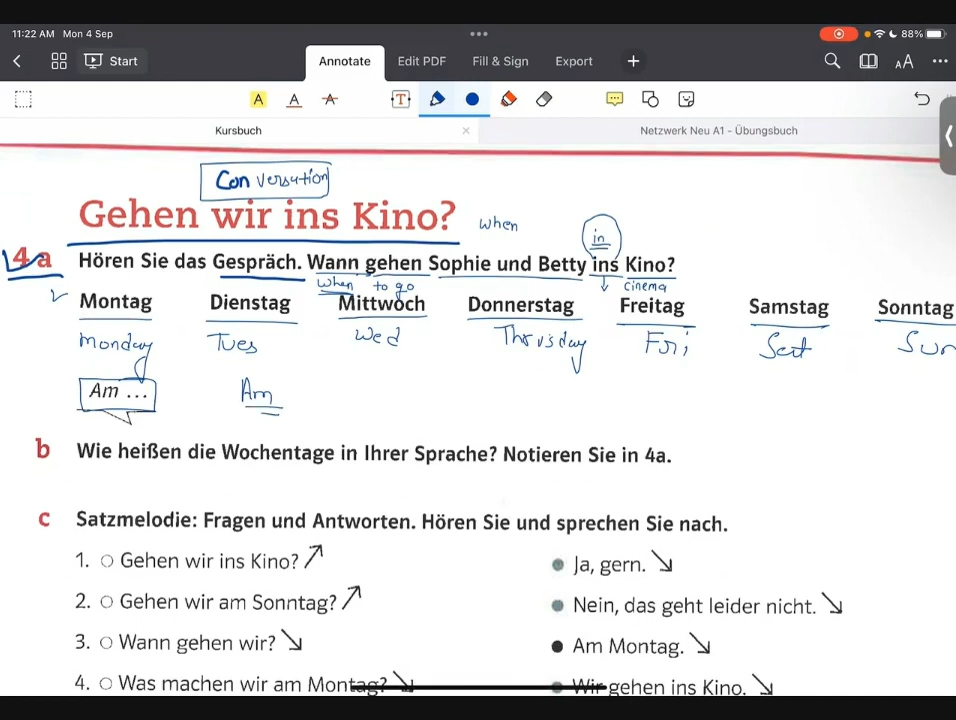 11:22 AM Mon 4 Sep
88%
Start
Annotate
Edit PDF
Fill & Sign
Export
AA
A A A T
Kursbuch
Netzwerk Neu A1 - Übungsbuch
Conversution
Gehen wir ins Kino?
when
in
4a Hören Sie das Gespräch. Wann gehen Sophie und Betty ins Kino?
when to go cinema
Montag Dienstag Mittwoch Donnerstag Freitag Samstag Sonntag
Monday Tues Wed Thrusday Fri Sat Sun
Am ... Am
b Wie heißen die Wochentage in Ihrer Sprache? Notieren Sie in 4a.
c Satzmelodie: Fragen und Antworten. Hören Sie und sprechen Sie nach.
1. Gehen wir ins Kino? Ja, gern.
2. Gehen wir am Sonntag? Nein, das geht leider nicht.
3. Wann gehen wir? Am Montag.
4. Was machen wir am Montag? Wir gehen ins Kino.